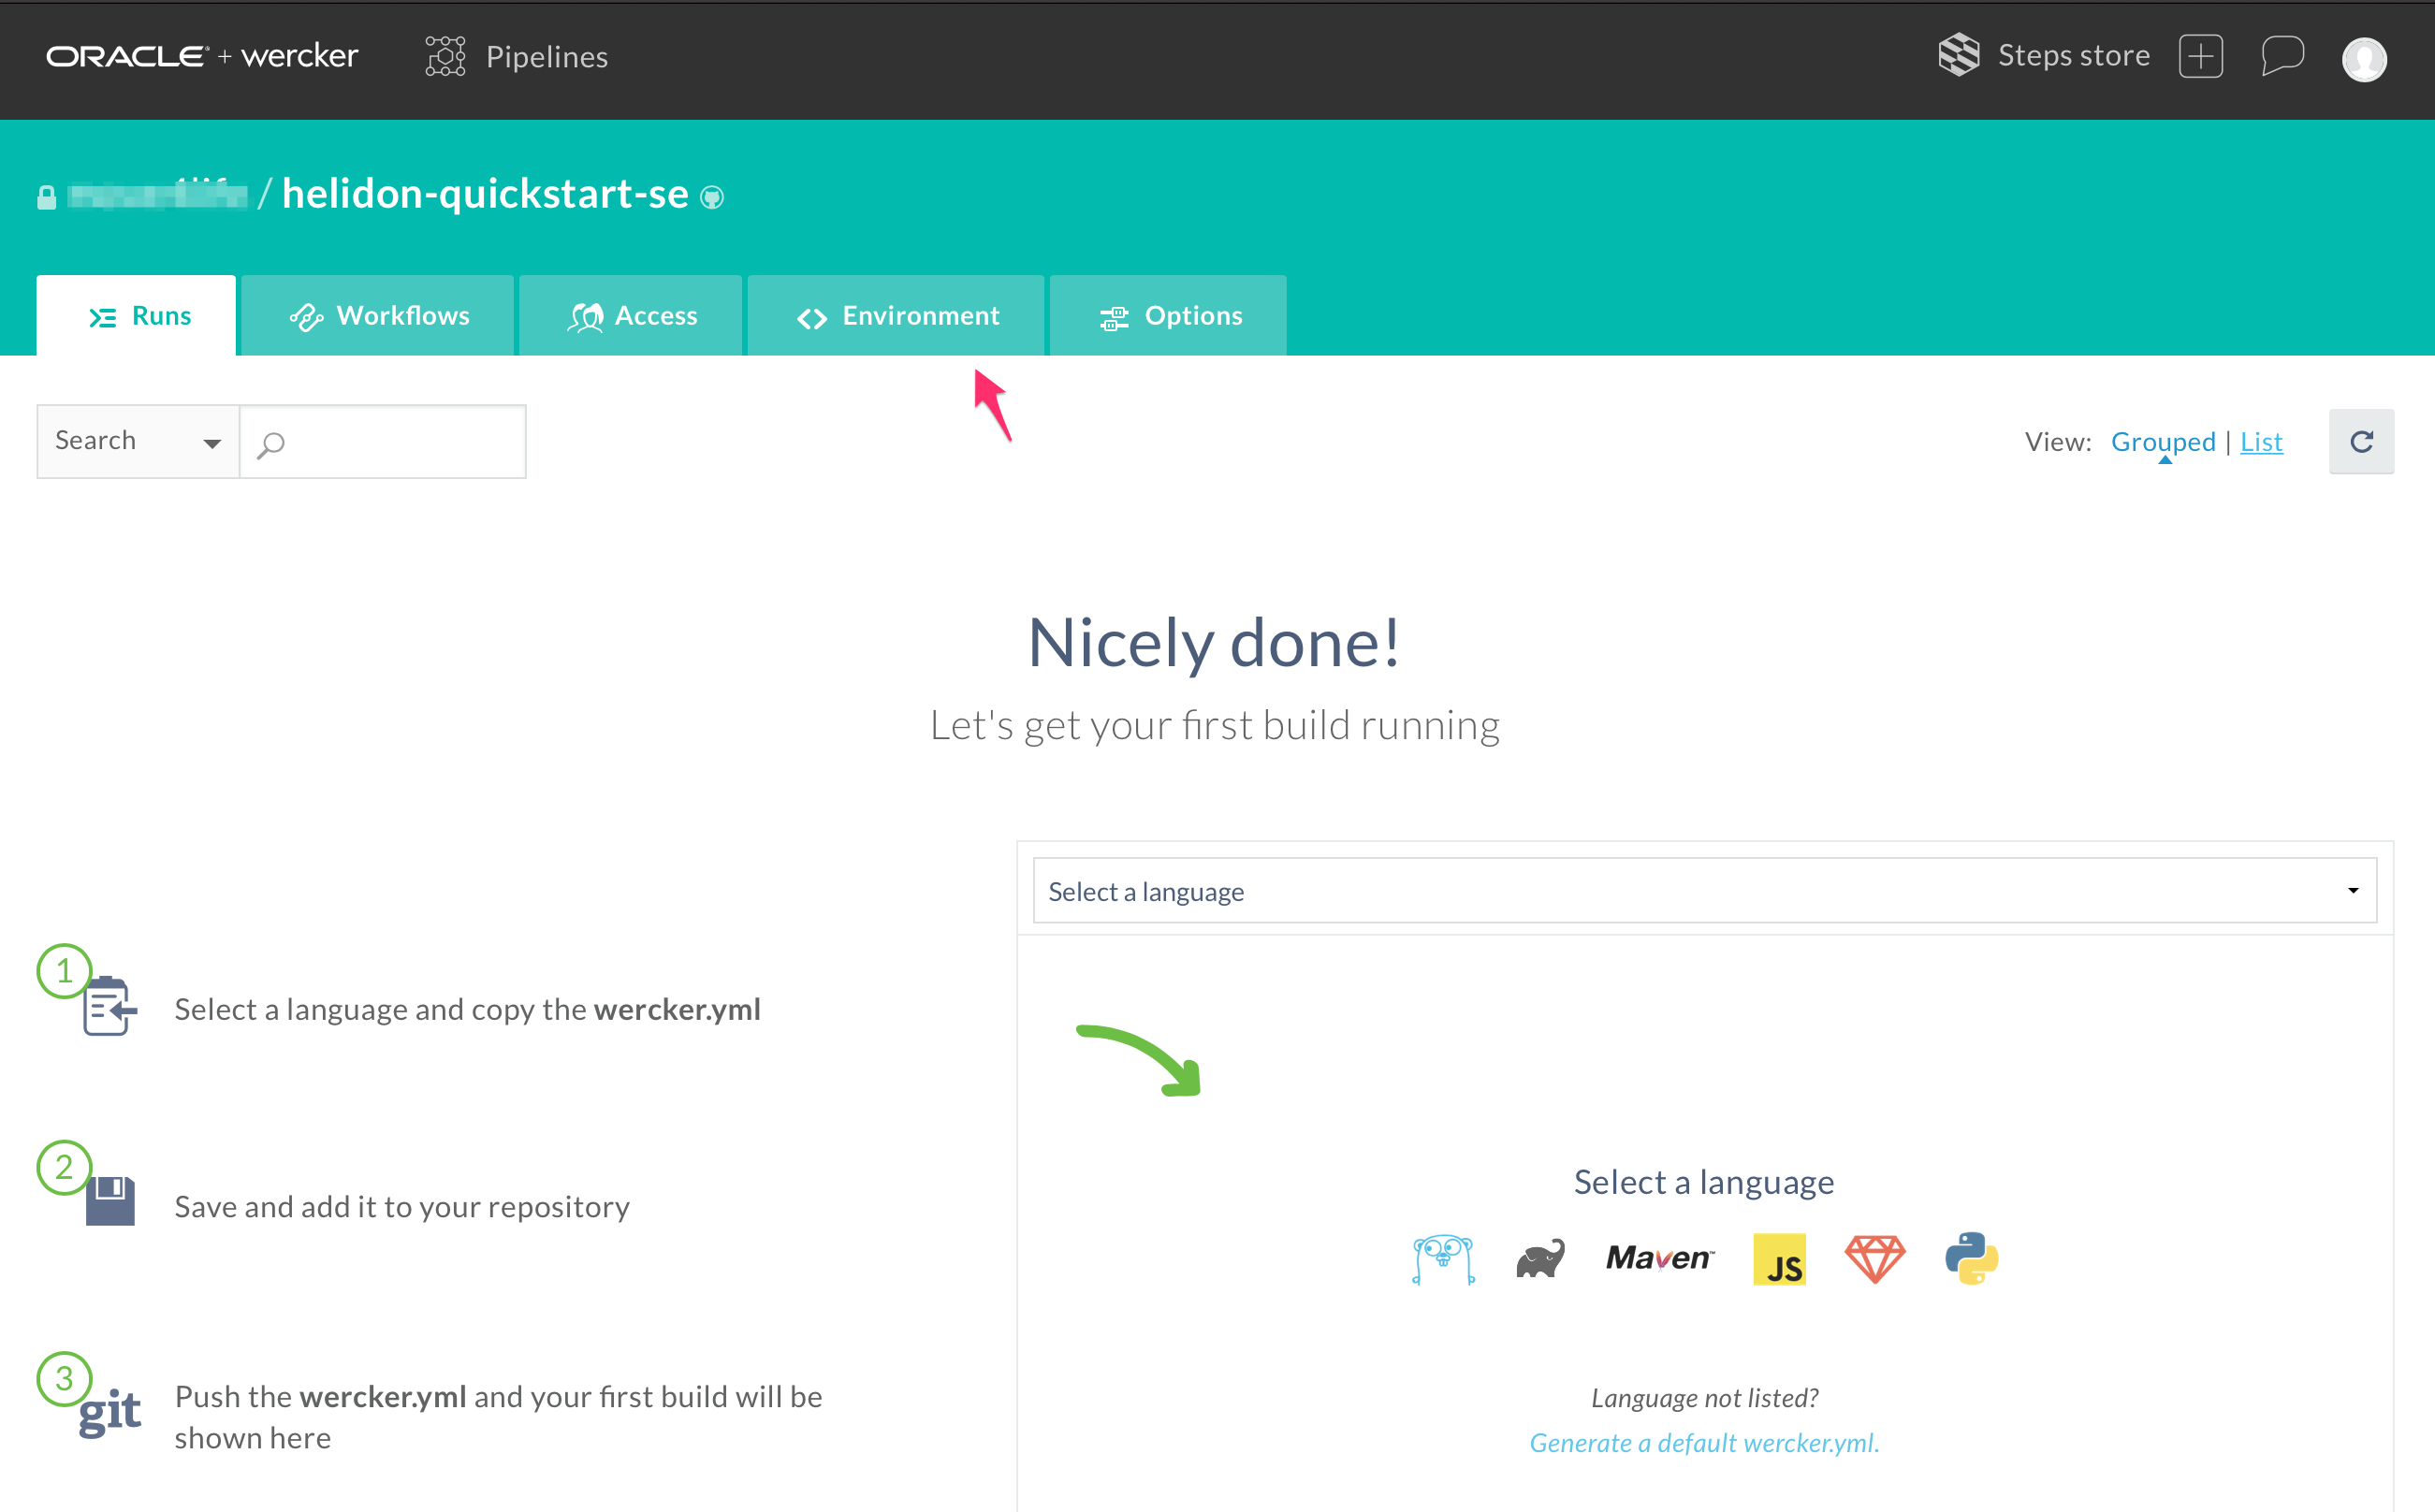 ORACLE + wercker Pipelines Steps store
/ helidon-quickstart-se
Runs Workflows Access Environment Options
Search View: Grouped | List
Nicely done!
Let's get your first build running
Select a language
1
Select a language and copy the wercker.yml
2
Save and add it to your repository
3
git
Push the wercker.yml and your first build will be
shown here
Select a language
Maven™ JS
Language not listed?
Generate a default wercker.yml.